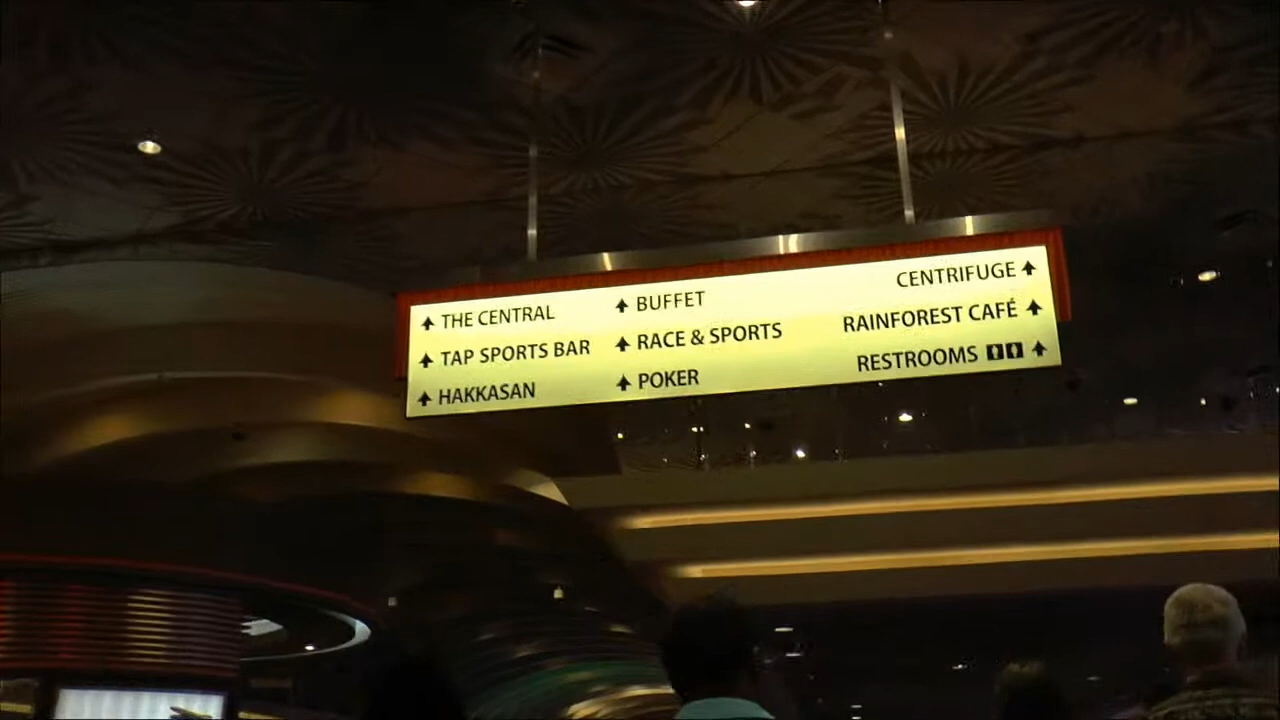 THE CENTRAL
TAP SPORTS BAR
HAKKASAN
BUFFET
RACE & SPORTS
POKER
CENTRIFUGE
RAINFOREST CAFÉ
RESTROOMS